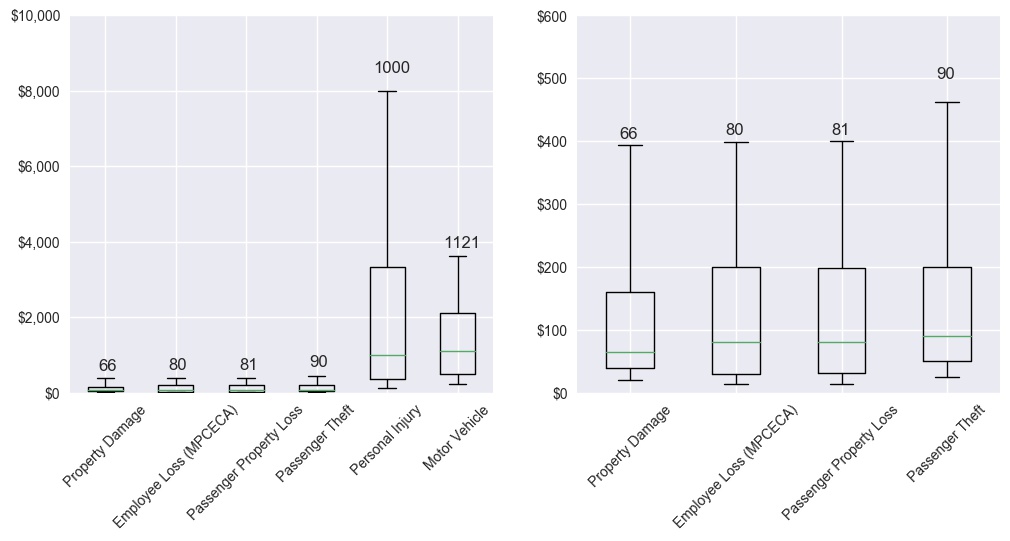 $10,000
$8,000
$6,000
$4,000
$2,000
$0
66
80
81
90
1000
1121
Property Damage
Employee Loss (MPCECA)
Passenger Property Loss
Passenger Theft
Personal Injury
Motor Vehicle
$600
$500
$400
$300
$200
$100
$0
66
80
81
90
Property Damage
Employee Loss (MPCECA)
Passenger Property Loss
Passenger Theft